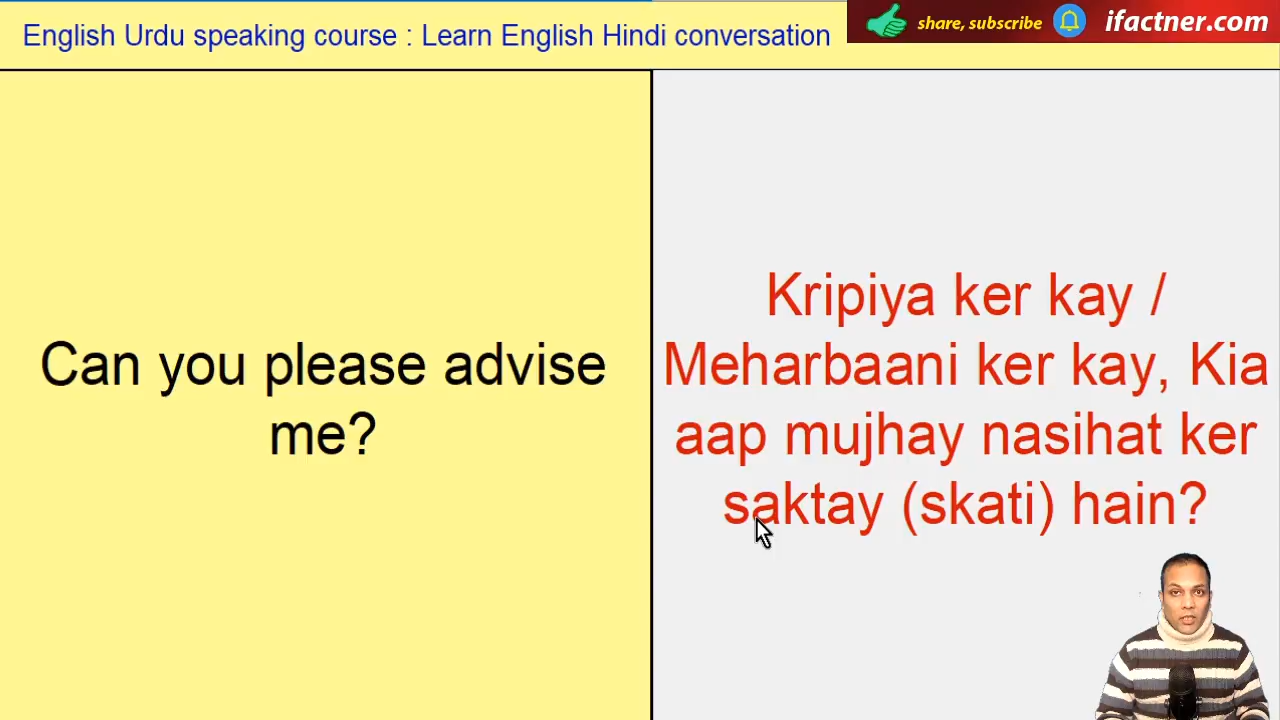 English Urdu speaking course : Learn English Hindi conversation
share, subscribe
ifactner.com
Can you please advise
me?
Kripiya ker kay /
Meharbaani ker kay, Kia
aap mujhay nasihat ker
saktay (skati) hain?